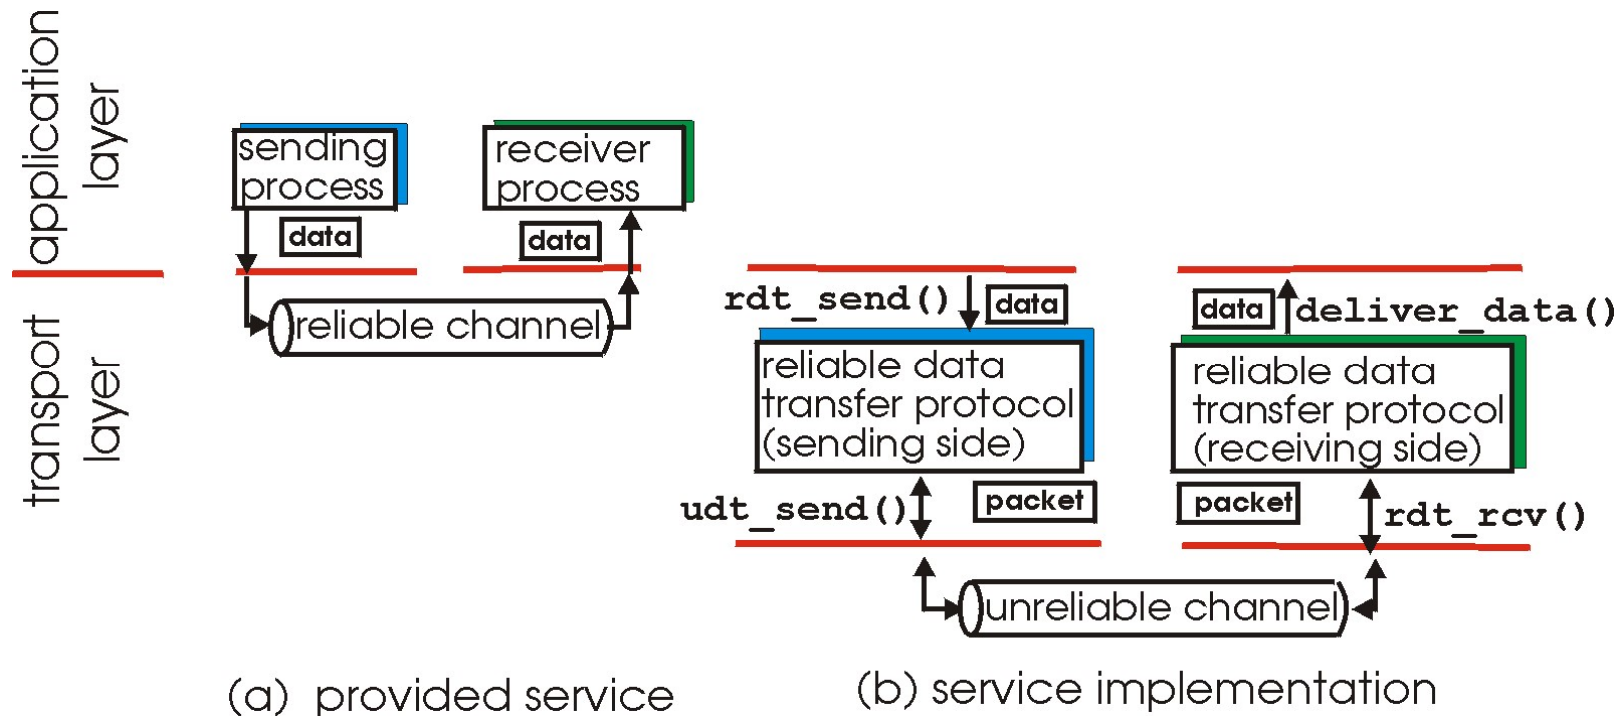 application
layer
transport
layer
sending
process
data
receiver
process
data
reliable channel
(a) provided service
rdt_send()
data
reliable data
transfer protocol
(sending side)
udt_send()
packet
data
deliver_data()
reliable data
transfer protocol
(receiving side)
packet
rdt_rcv()
unreliable channel
(b) service implementation